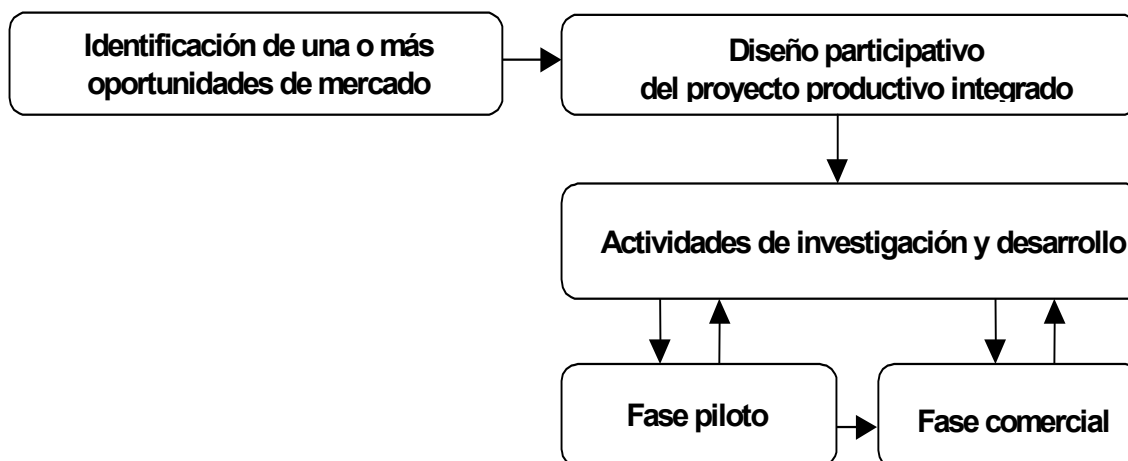 Identificación de una o más
oportunidades de mercado
Diseño participativo
del proyecto productivo integrado
Actividades de investigación y desarrollo
Fase piloto
Fase comercial